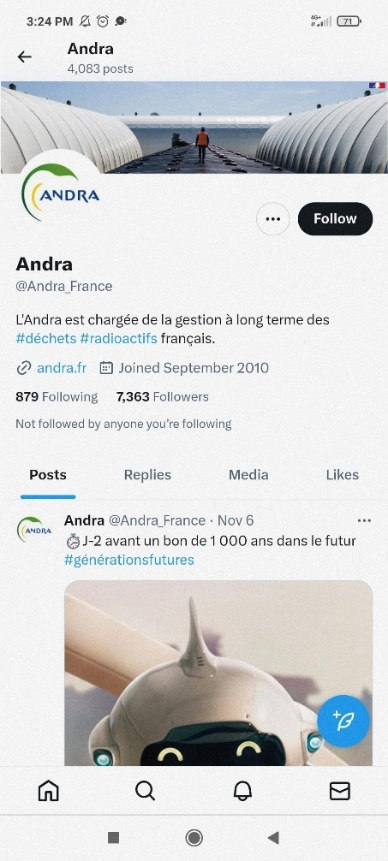 3:24 PM
4G+
71
Andra
4,083 posts
ANDRA
Follow
Andra
@Andra_France
L'Andra est chargée de la gestion à long terme des
#déchets #radioactifs français.
andra.fr Joined September 2010
879 Following 7,363 Followers
Not followed by anyone you're following
Posts Replies Media Likes
ANDRA
Andra @Andra_France · Nov 6
J-2 avant un bon de 1 000 ans dans le futur
#générationsfutures